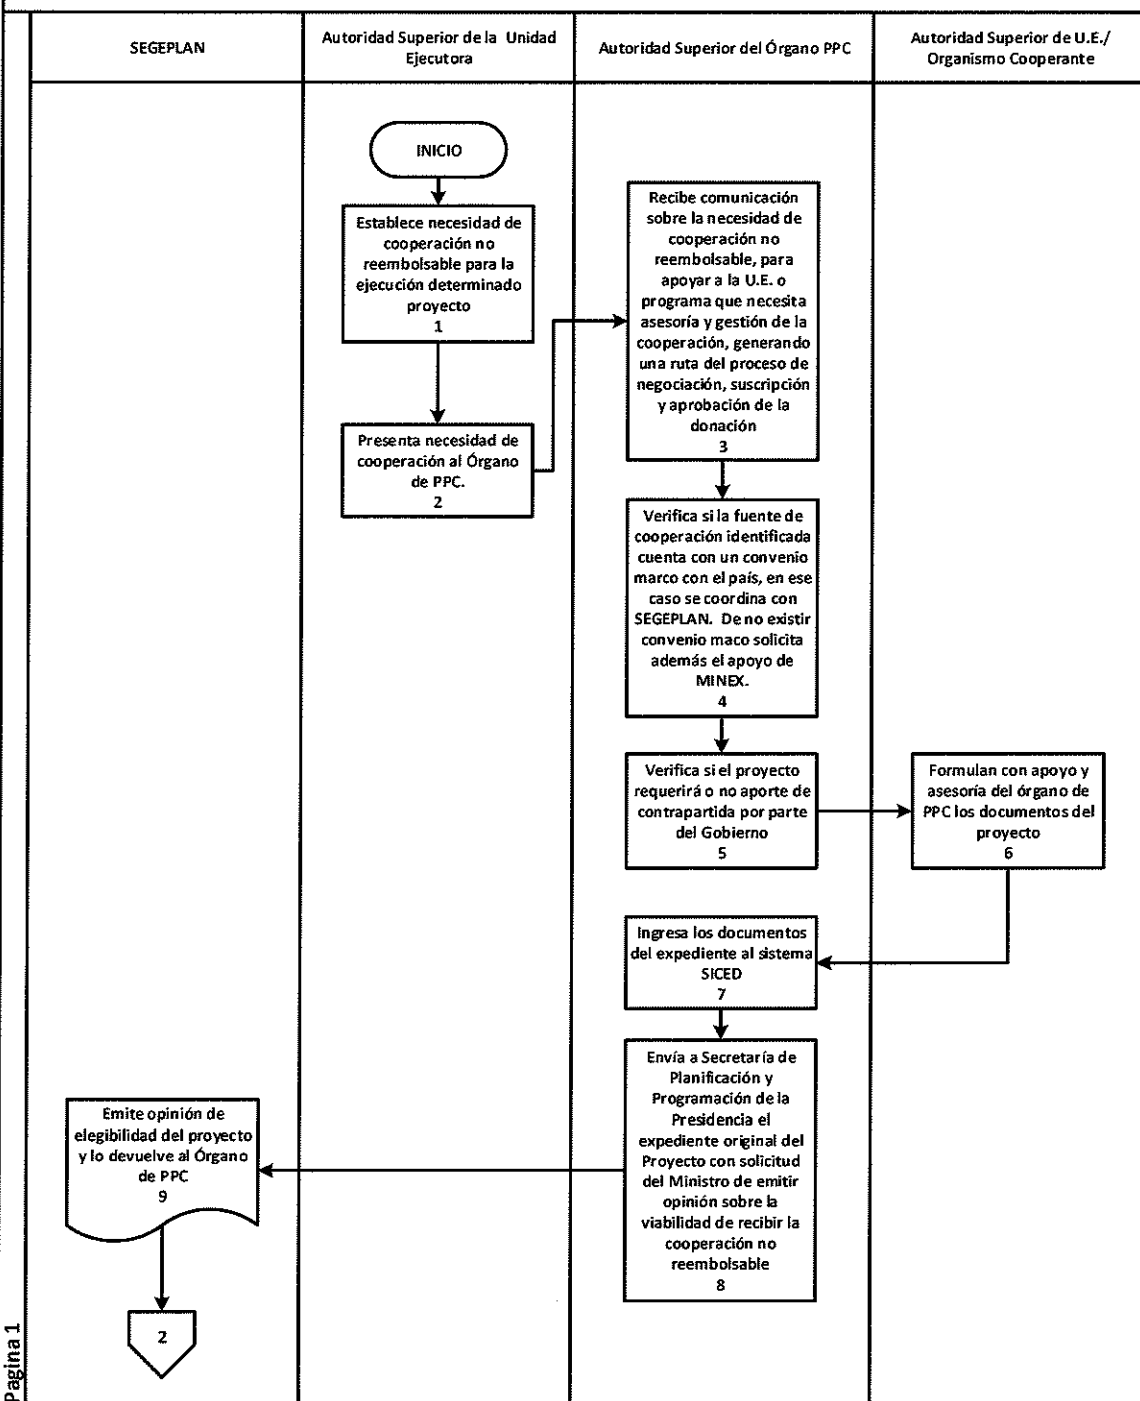 SEGEPLAN
Autoridad Superior de la Unidad
Ejecutora
Autoridad Superior del Órgano PPC
Autoridad Superior de U.E./
Organismo Cooperante
INICIO
Establece necesidad de
cooperación no
reembolsable para la
ejecución determinado
proyecto
1
Presenta necesidad de
cooperación al Órgano
de PPC.
2
Recibe comunicación
sobre la necesidad de
cooperación no
reembolsable, para
apoyar a la U.E. o
programa que necesita
asesoría y gestión de la
cooperación, generando
una ruta del proceso de
negociación, suscripción
y aprobación de la
donación
3
Verifica si la fuente de
cooperación identificada
cuenta con un convenio
marco con el país, en ese
caso se coordina con
SEGEPLAN. De no existir
convenio maco solicita
además el apoyo de
MINEX.
4
Verifica si el proyecto
requerirá o no aporte de
contrapartida por parte
del Gobierno
5
Formulan con apoyo y
asesoría del órgano de
PPC los documentos del
proyecto
6
Ingresa los documentos
del expediente al sistema
SICED
7
Envía a Secretaría de
Planificación y
Programación de la
Presidencia el
expediente original del
Proyecto con solicitud
del Ministro de emitir
opinión sobre la
viabilidad de recibir la
cooperación no
reembolsable
8
Emite opinión de
elegibilidad del proyecto
y lo devuelve al Órgano
de PPC
9
2
Pagina 1